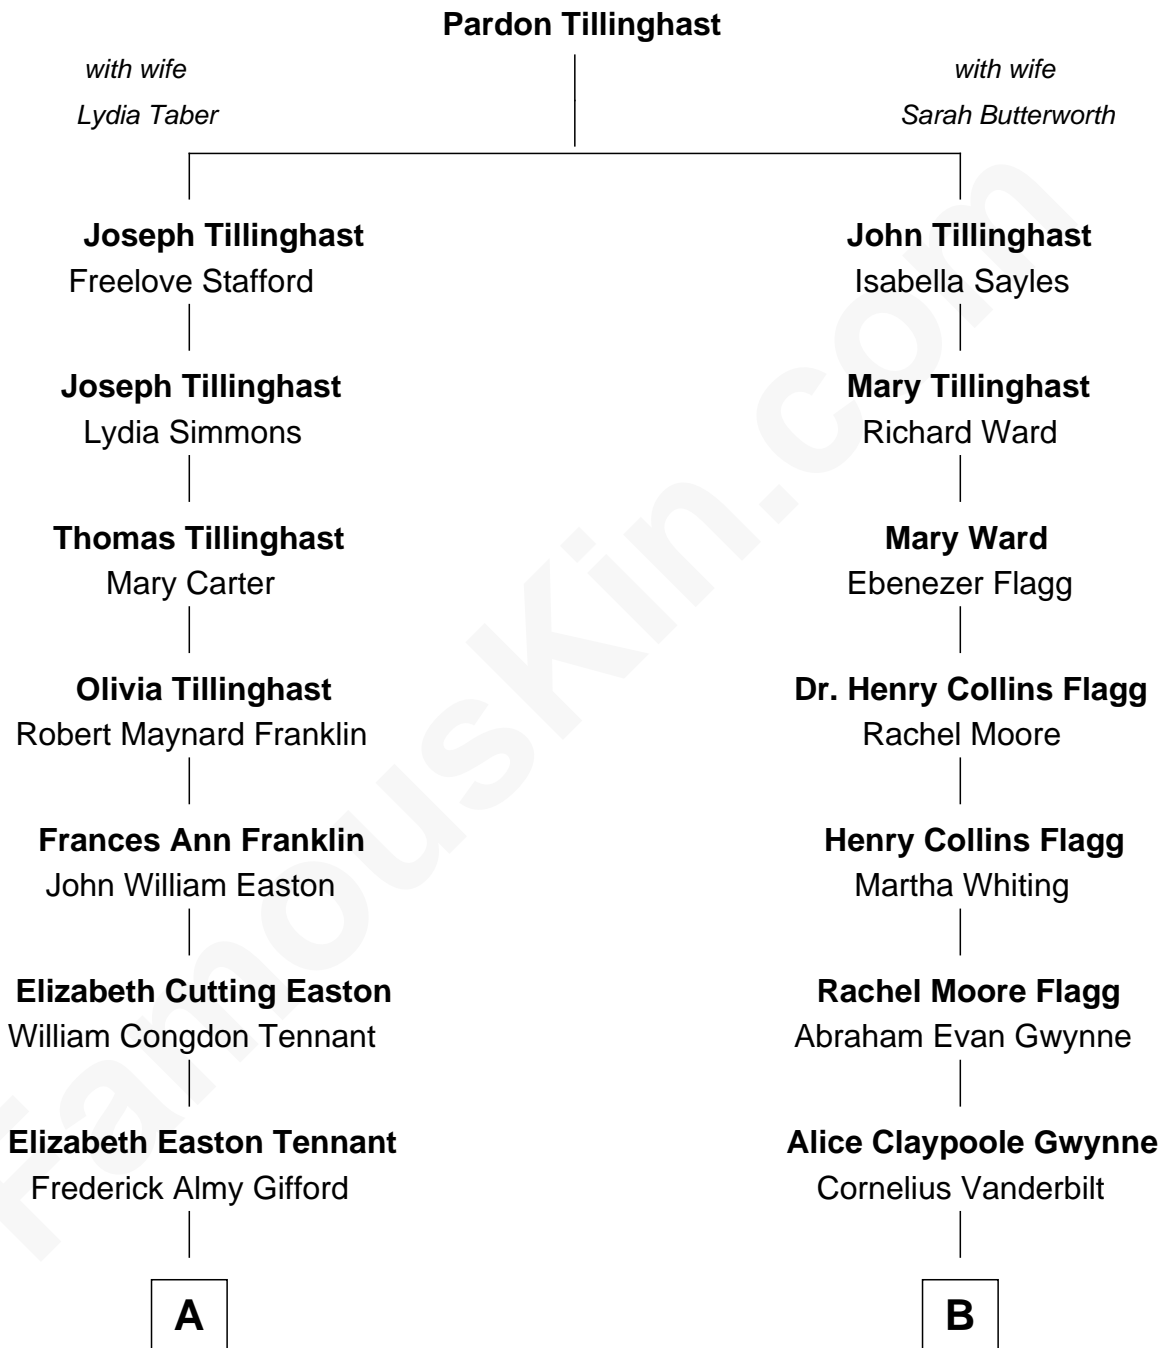 Pardon Tillinghast
with wife
Lydia Taber
with wife
Sarah Butterworth
Joseph Tillinghast
Freelove Stafford
John Tillinghast
Isabella Sayles
Joseph Tillinghast
Lydia Simmons
Mary Tillinghast
Richard Ward
Thomas Tillinghast
Mary Carter
Mary Ward
Ebenezer Flagg
Olivia Tillinghast
Robert Maynard Franklin
Dr. Henry Collins Flagg
Rachel Moore
Frances Ann Franklin
John William Easton
Henry Collins Flagg
Martha Whiting
Elizabeth Cutting Easton
William Congdon Tennant
Rachel Moore Flagg
Abraham Evan Gwynne
Elizabeth Easton Tennant
Frederick Almy Gifford
Alice Claypoole Gwynne
Cornelius Vanderbilt
A
B
FamousKin.com